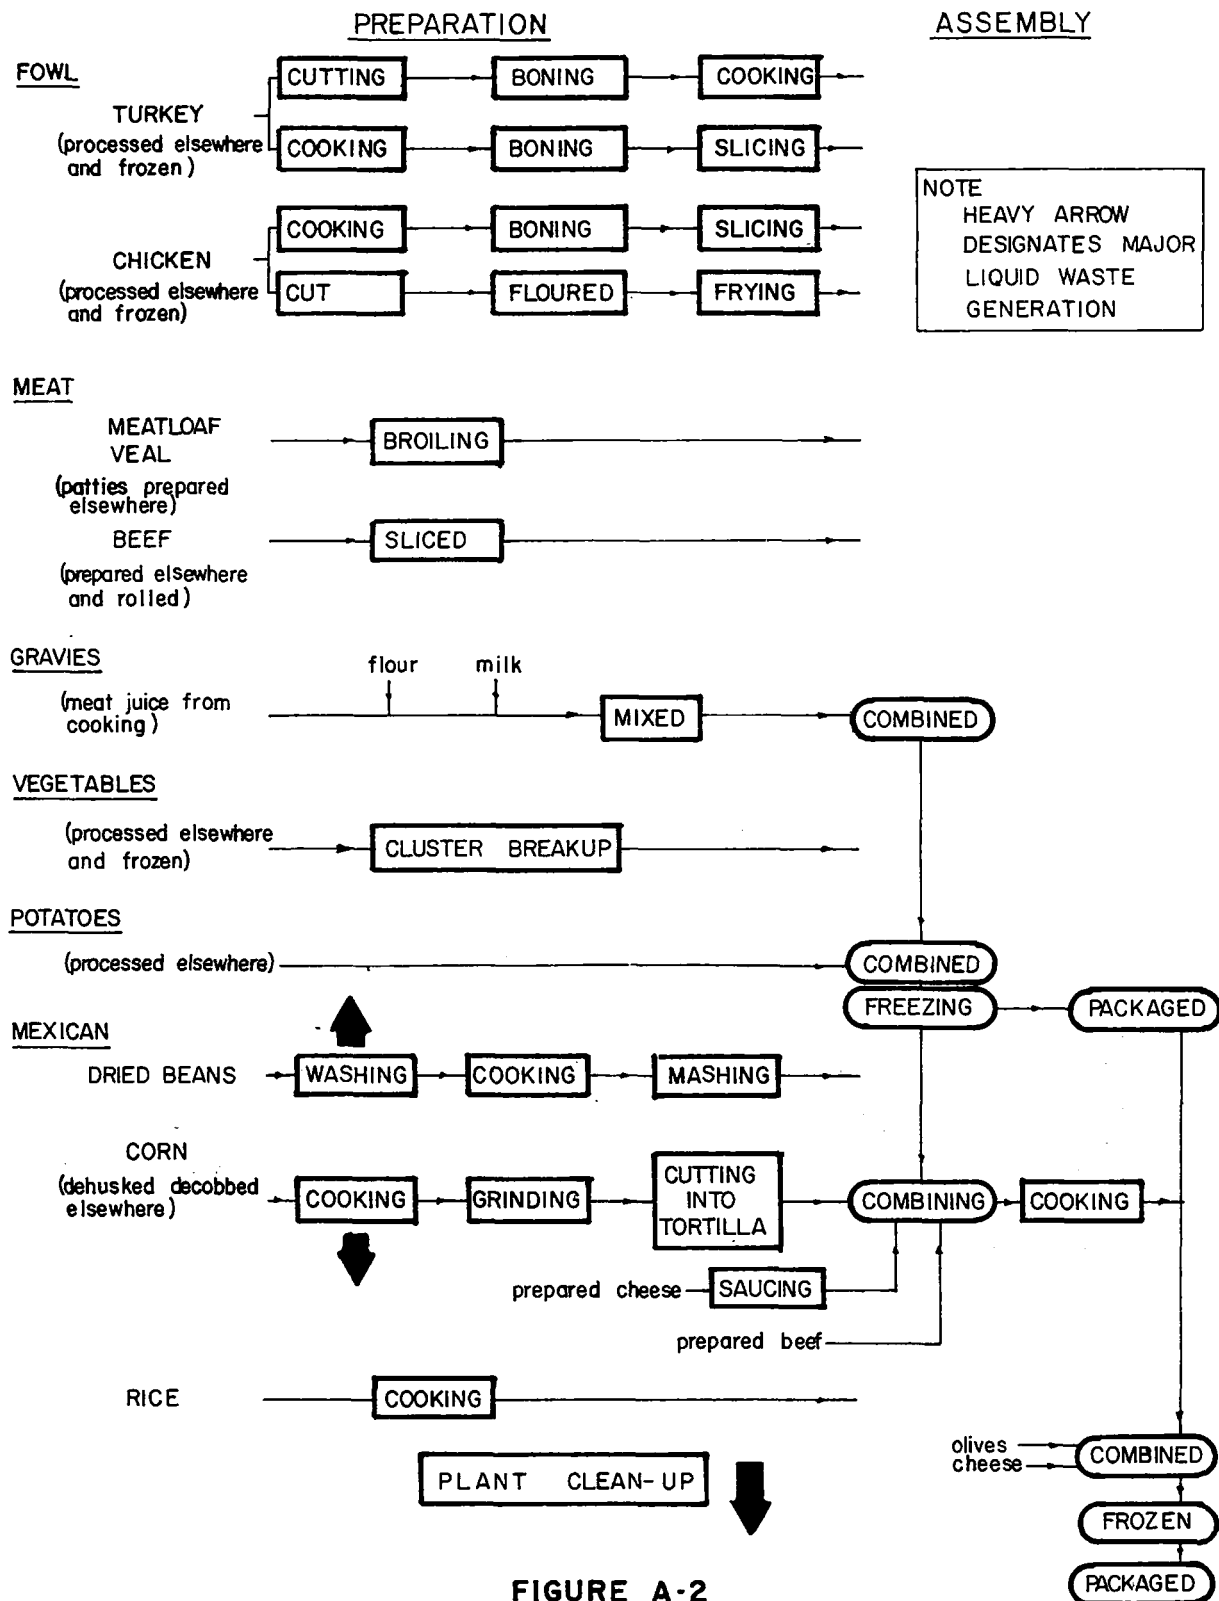 PREPARATION
ASSEMBLY
FOWL
CUTTING
BONING
COOKING
TURKEY
(processed elsewhere
and frozen)
COOKING
BONING
SLICING
NOTE
HEAVY ARROW
DESIGNATES MAJOR
LIQUID WASTE
GENERATION
COOKING
BONING
SLICING
CHICKEN
(processed elsewhere
and frozen)
CUT
FLOURED
FRYING
MEAT
MEATLOAF
VEAL
BROILING
(patties prepared
elsewhere)
BEEF
SLICED
(prepared elsewhere
and rolled)
GRAVIES
flour
milk
(meat juice from
cooking)
MIXED
COMBINED
VEGETABLES
(processed elsewhere
and frozen)
CLUSTER BREAKUP
POTATOES
(processed elsewhere)
COMBINED
FREEZING
PACKAGED
MEXICAN
DRIED BEANS
WASHING
COOKING
MASHING
CORN
(dehusked decobbed
elsewhere)
COOKING
GRINDING
CUTTING
INTO
TORTILLA
COMBINING
COOKING
prepared cheese
SAUCING
prepared beef
RICE
COOKING
olives
cheese
COMBINED
PLANT CLEAN-UP
FROZEN
PACKAGED
FIGURE A-2